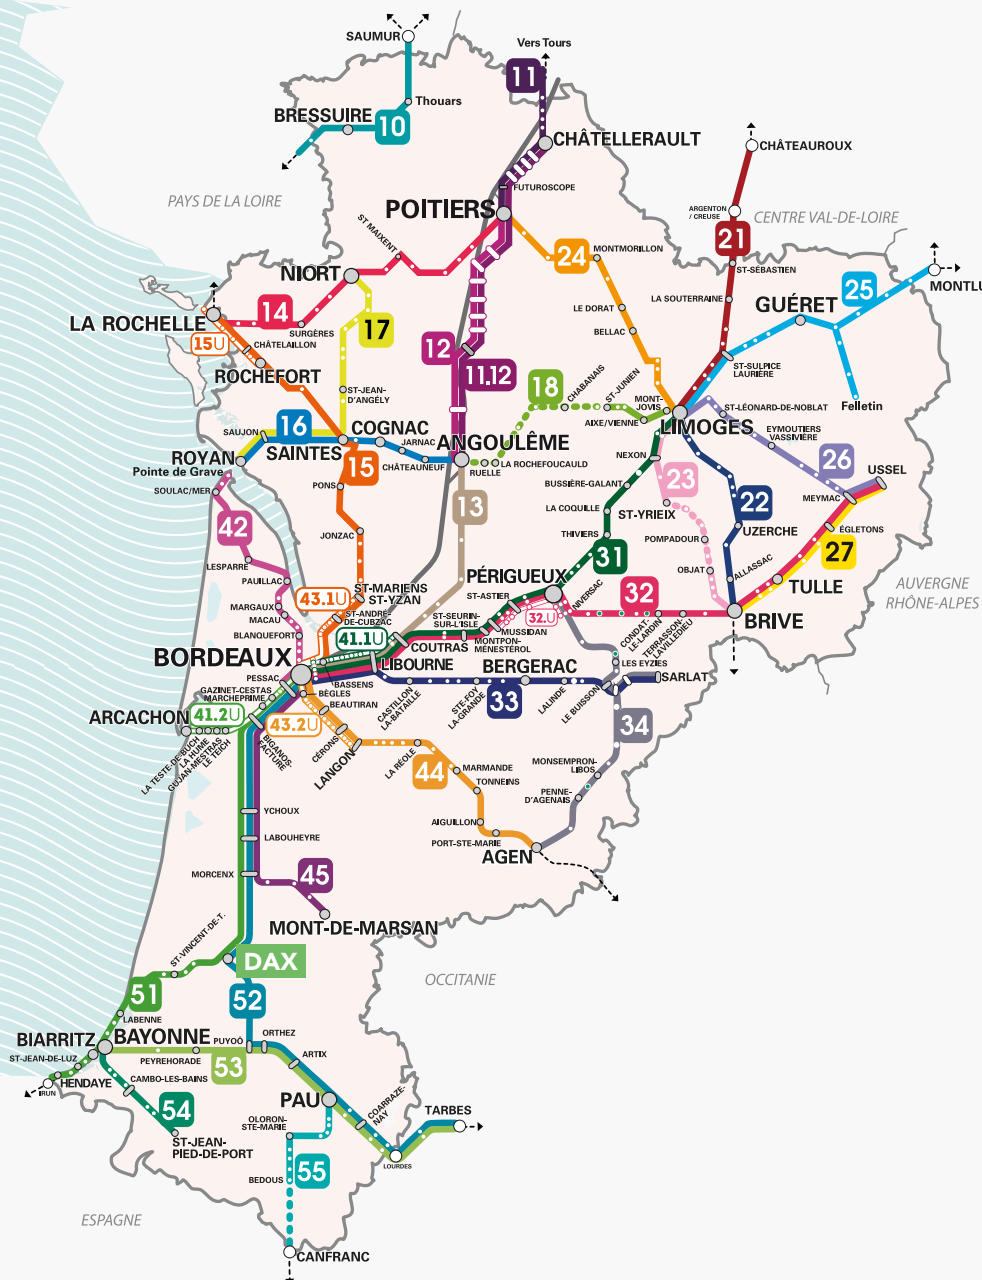 SAUMUR
Vers Tours
11
Thouars
BRESSUIRE
10
CHÂTELLERAULT
CHÂTEAUROUX
FUTUROSCOPE
PAYS DE LA LOIRE
POITIERS
ARGENTON
/ CREUSE
CENTRE VAL-DE-LOIRE
21
ST MAIXENT
24
MONTMORILLON
ST-SÉBASTIEN
NIORT
25
MONTLU
LA SOUTERRAINE
GUÉRET
LE DORAT
14
LA ROCHELLE
17
SURGÈRES
BELLAC
15U
CHÂTELAILLON
12
11.12
ROCHEFORT
ST-SULPICE
LAURIÈRE
18
CHABANAIS
ST-JUNIEN
ST-JEAN-
D'ANGÉLY
MONT-
JOVIS
Felletin
ST-LÉONARD-DE-NOBLAT
AIXE/VIENNE
LIMOGES
16
SAUJON
COGNAC
JARNAC
ANGOULÊME
EYMOUTIERS
VASSIVIÈRE
ROYAN
SAINTES
CHÂTEAUNEUF
RUELLE
LA ROCHEFOUCAULD
NEXON
26
USSEL
Pointe de Grave
15
SOULAC/MER
PONS
BUSSIÈRE-GALANT
23
MEYMAC
13
22
LA COQUILLE
ST-YRIEIX
42
UZERCHE
ÉGLETONS
JONZAC
THIVIERS
POMPADOUR
27
31
LESPARRE
ALLASSAC
PAUILLAC
PÉRIGUEUX
OBJAT
TULLE
AUVERGNE
RHÔNE-ALPES
43.1U
ST-MARIENS
ST-YZAN
ST-ASTIER
NIVERSAC
32
MARGAUX
MACAU
ST-ANDRÉ-
DE-CUBZAC
ST-SEURIN-
SUR-L'ISLE
32.U
BRIVE
BLANQUEFORT
41.1U
MUSSIDAN
CONDAT-
LE-LARDIN
TERRASSON-
LAVILLEDIEU
COUTRAS
MONTPON-
MÉNESTÉROL
BORDEAUX
LIBOURNE
BERGERAC
LES EYZIES
PESSAC
BASSENS
SARLAT
GAZINET-CESTAS
MARCHEPRIME
BÈGLES
CASTILLON
LA-BATAILLE
STE-FOY
LA-GRANDE
33
LALINDE
LE BUISSON
BEAUTIRAN
ARCACHON
41.2U
43.2U
34
LA TESTE-DE-BUCH
LA HUME
GUJAN-MESTRAS
LE TEICH
BIGANOS-
FACTURE
CÉRONS
LANGON
LA RÉOLE
44
MARMANDE
MONSEMPRON-
LIBOS
TONNEINS
PENNE-
D'AGENAIS
YCHOUX
AIGUILLON
LABOUHEYRE
PORT-STE-MARIE
AGEN
MORCENX
45
MONT-DE-MARSAN
ST-VINCENT-DE-T.
DAX
OCCITANIE
51
52
LABENNE
BIARRITZ
BAYONNE
PUYOÔ
ORTHEZ
ST-JEAN-DE-LUZ
PEYREHORADE
53
ARTIX
HENDAYE
IRUN
CAMBO-LES-BAINS
54
PAU
COARRAZE-
NAY
TARBES
OLORON-
STE-MARIE
ST-JEAN-
PIED-DE-PORT
LOURDES
55
BEDOUS
ESPAGNE
CANFRANC